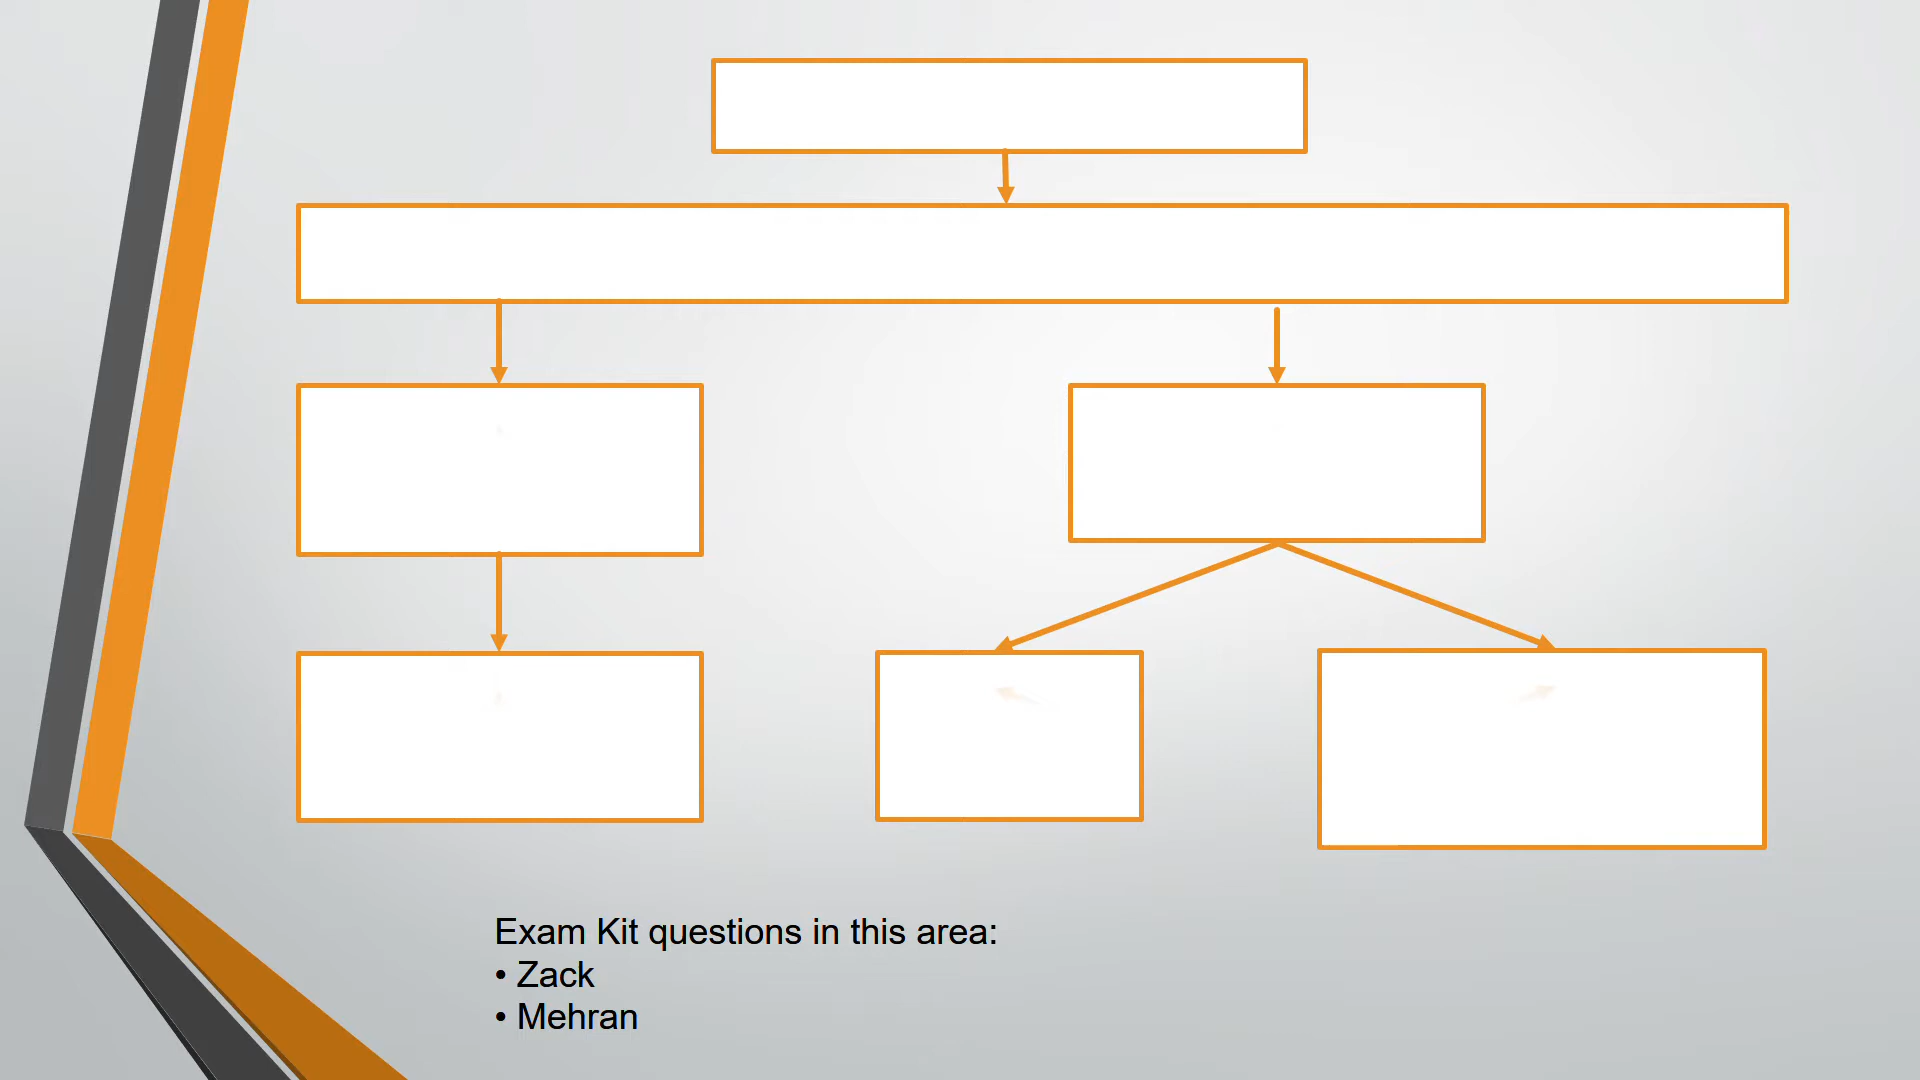 Exam Kit questions in this area:
• Zack
• Mehran